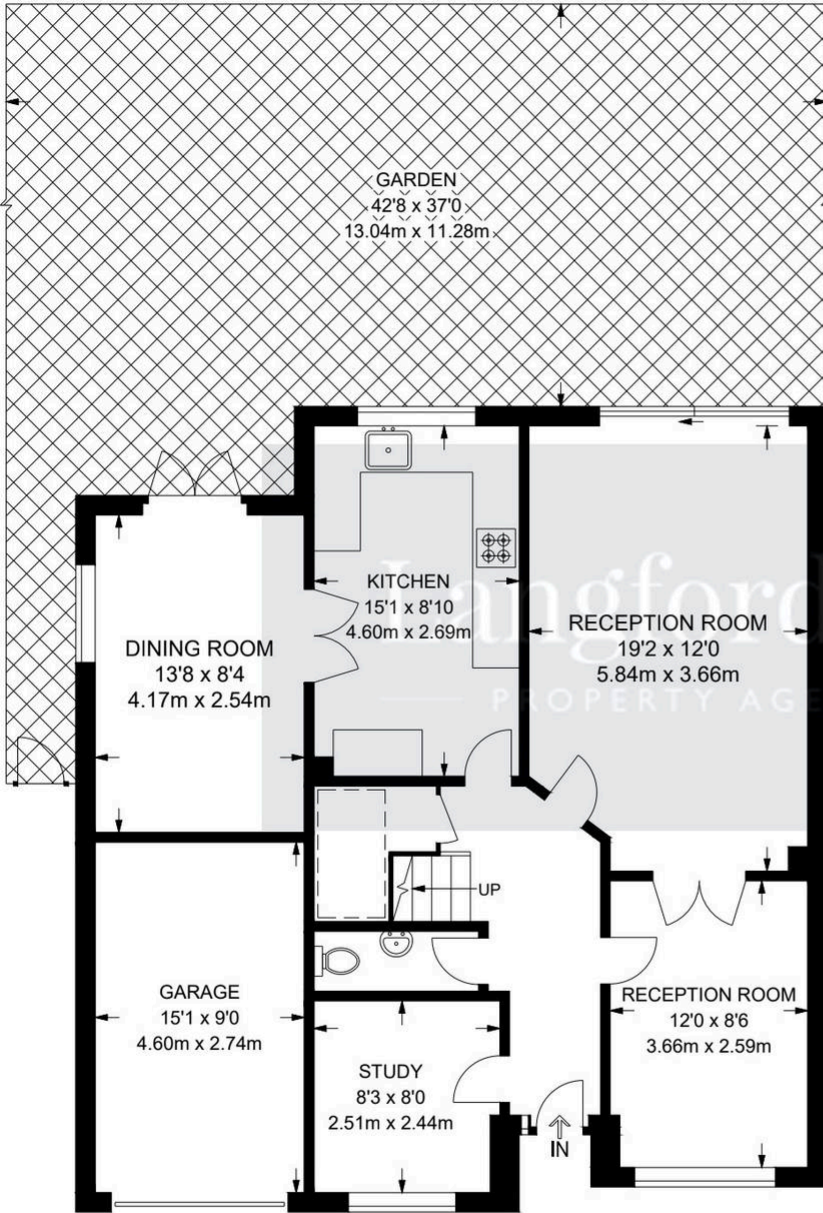 GARDEN
42'8 x 37'0
13.04m x 11.28m
KITCHEN
15'1 x 8'10
4.60m x 2.69m
Langford
PROPERTY AGE
RECEPTION ROOM
19'2 x 12'0
5.84m x 3.66m
DINING ROOM
13'8 x 8'4
4.17m x 2.54m
UP
GARAGE
15'1 x 9'0
4.60m x 2.74m
RECEPTION ROOM
12'0 x 8'6
3.66m x 2.59m
STUDY
8'3 x 8'0
2.51m x 2.44m
IN